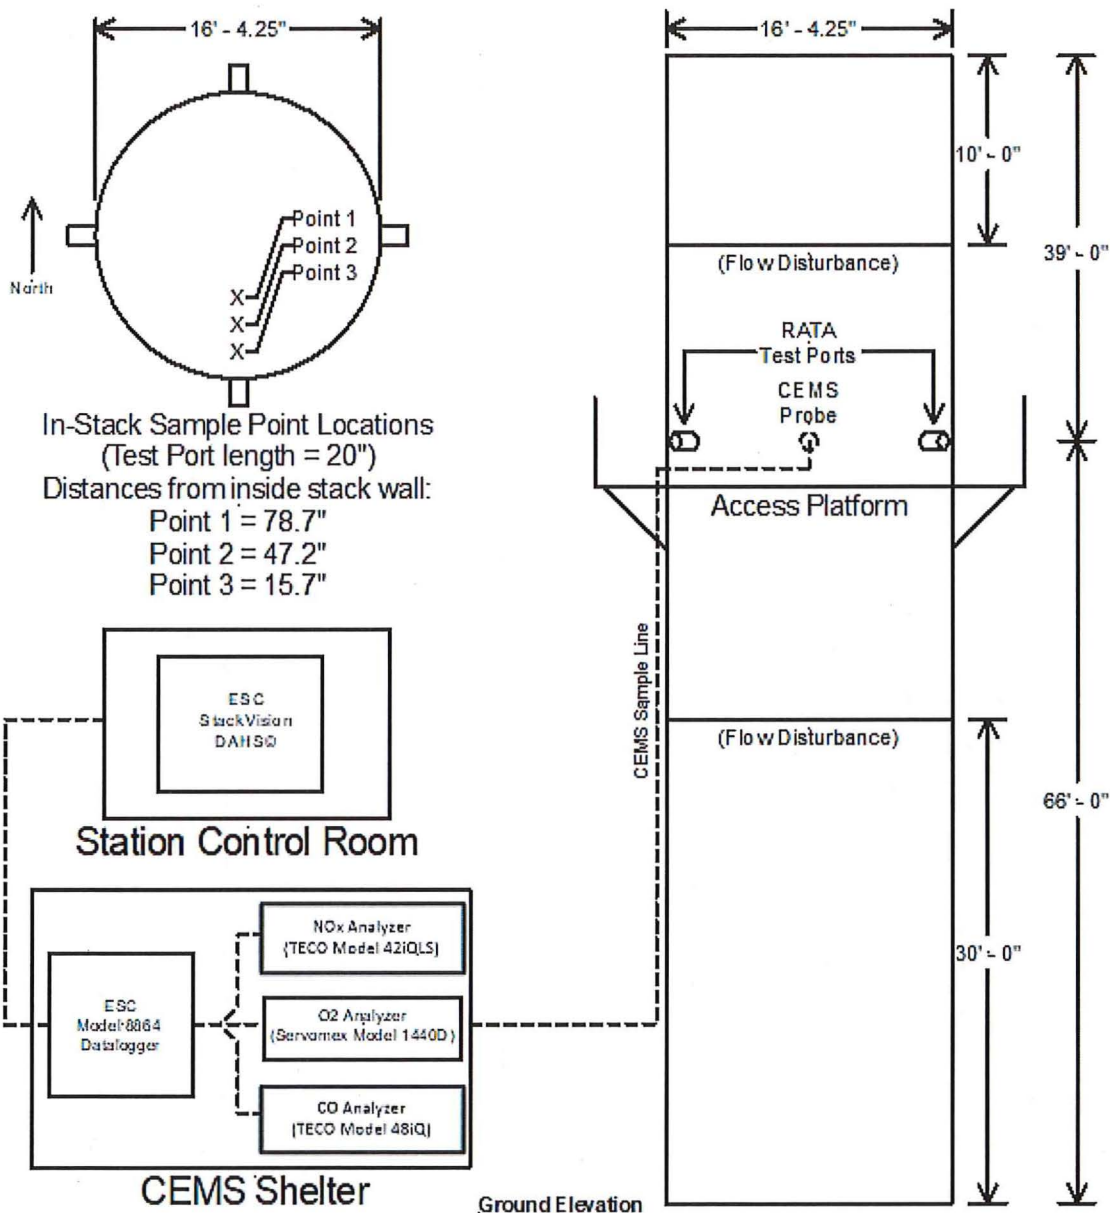 16' - 4.25"
Point 1
Point 2
Point 3
North
X
X
X
In-Stack Sample Point Locations
(Test Port length = 20")
Distances from inside stack wall:
Point 1 = 78.7"
Point 2 = 47.2"
Point 3 = 15.7"
ESC
StackVision
DAHS©
Station Control Room
NOx Analyzer
(TECO Model 42iQLS)
ESC
Model 8864
Datalogger
O2 Analyzer
(Servomex Model 1440D)
CO Analyzer
(TECO Model 48iQ)
CEMS Shelter
16' - 4.25"
10' - 0"
(Flow Disturbance)
39' - 0"
RATA
Test Ports
CEMS
Probe
Access Platform
CEMS Sample Line
(Flow Disturbance)
66' - 0"
30' - 0"
Ground Elevation